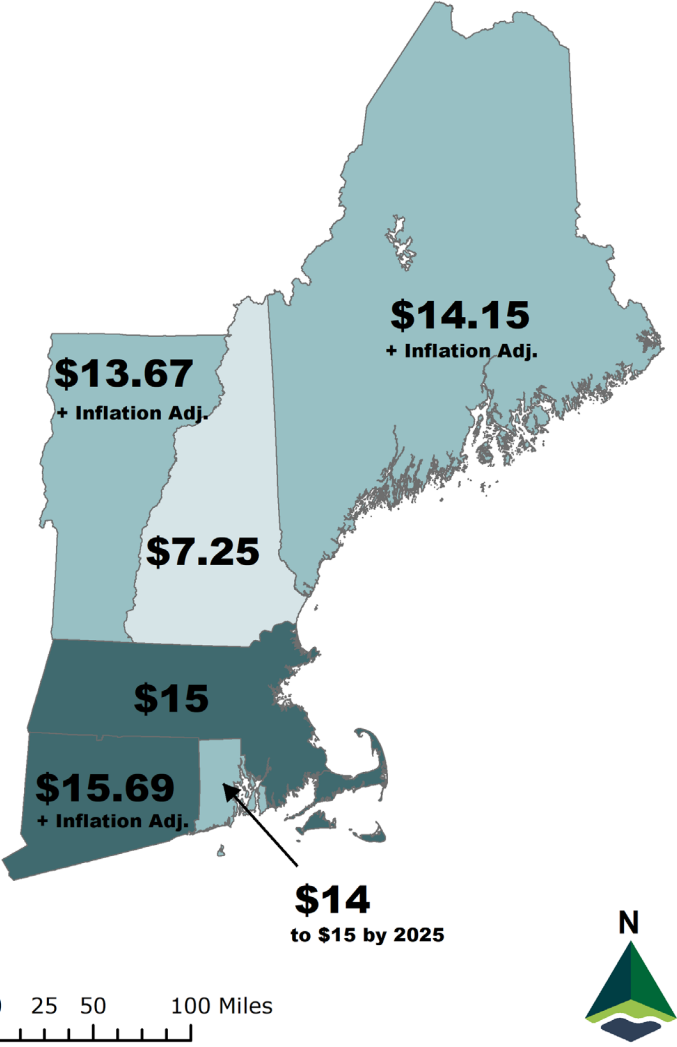 $14.15
+ Inflation Adj.
$13.67
+ Inflation Adj.
$7.25
$15
$15.69
+ Inflation Adj.
$14
to $15 by 2025
N
25 50 100 Miles